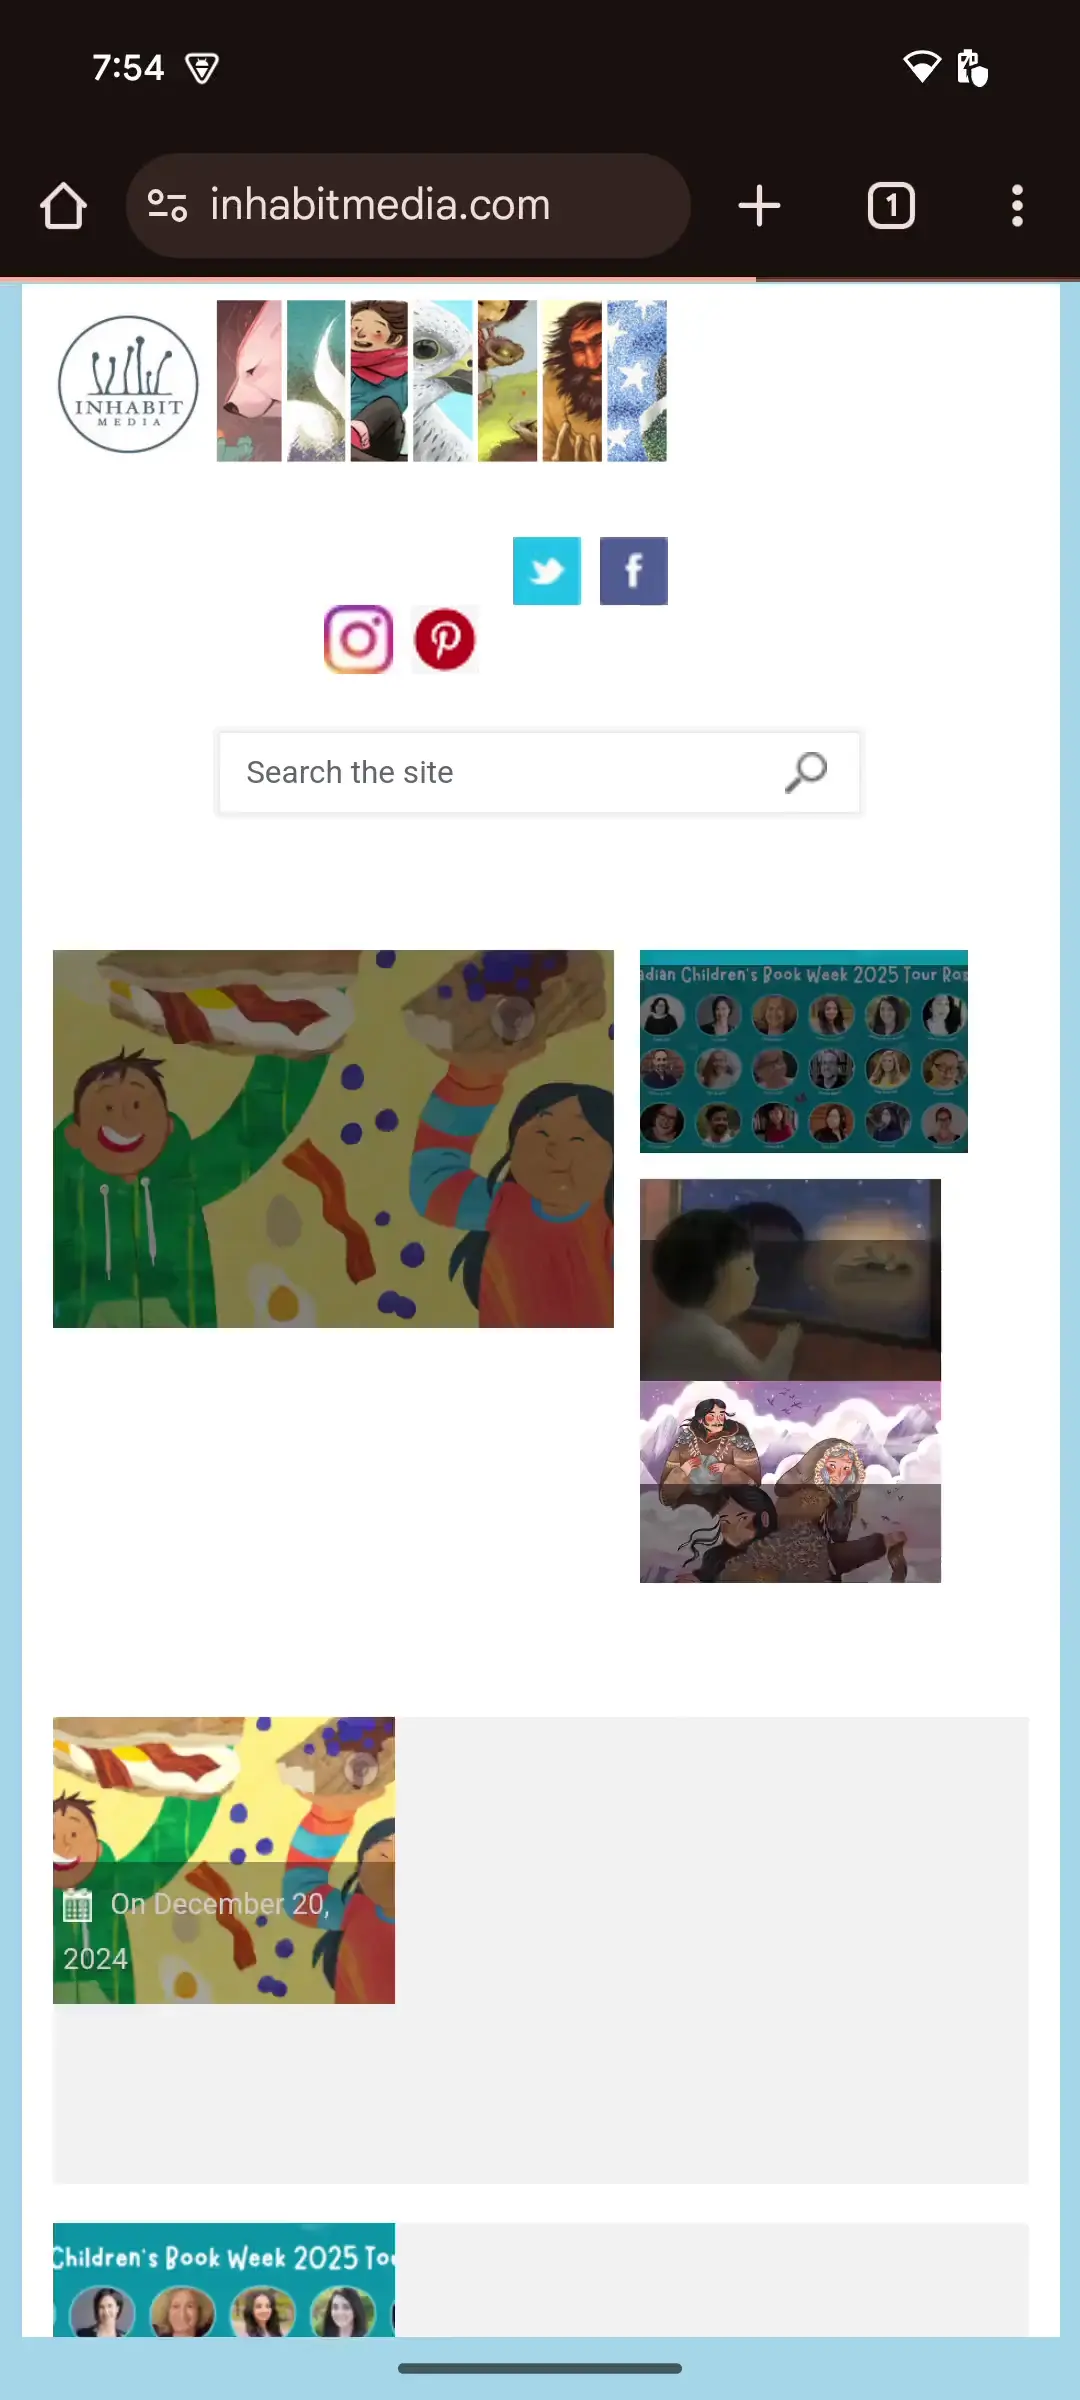 7:54
inhabitmedia.com
1
INHABIT
MEDIA
Search the site
adian Children's Book Week 2025 Tour
On December 20,
2024
Children's Book Week 2025 To